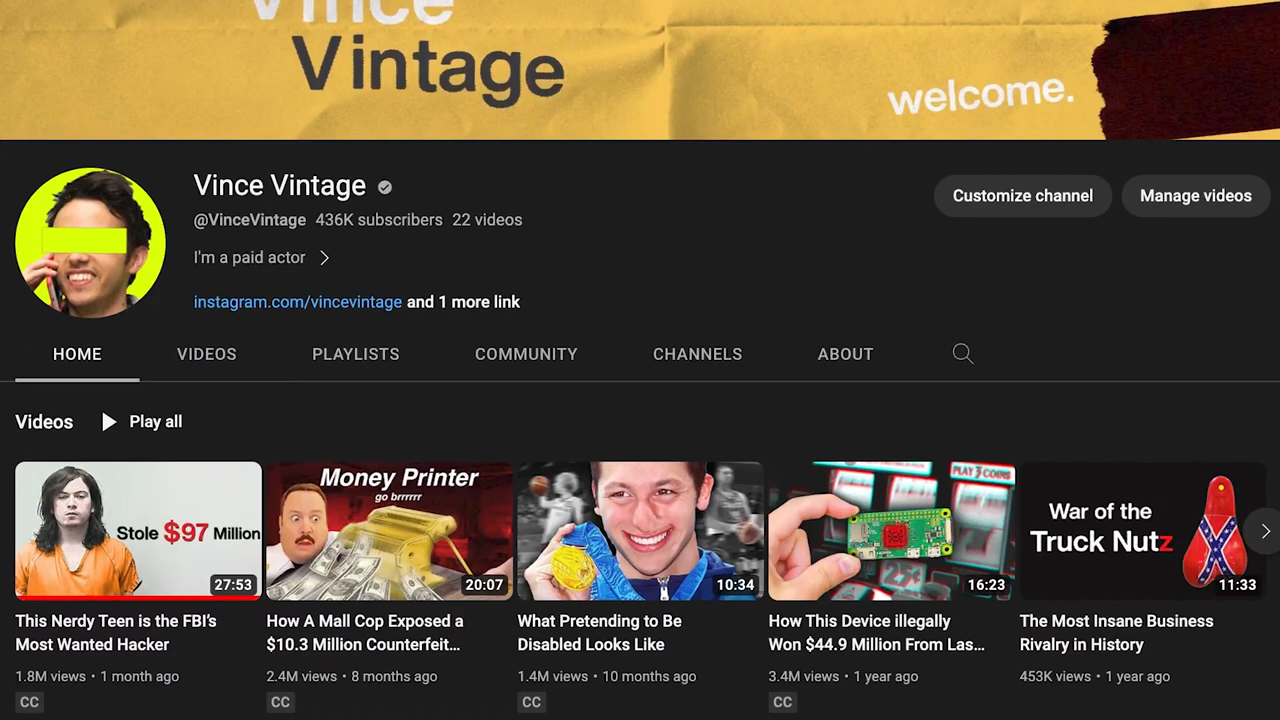 Vince
Vintage
welcome.
Vince Vintage
@VinceVintage 436K subscribers 22 videos
I'm a paid actor
instagram.com/vincevintage and 1 more link
Customize channel
Manage videos
HOME VIDEOS PLAYLISTS COMMUNITY CHANNELS ABOUT
Videos Play all
Stole $97 Million
27:53
Money Printer
go brrrrrr
20:07
10:34
PLAY 3 COINS
16:23
War of the
Truck Nutz
11:33
This Nerdy Teen is the FBI's
Most Wanted Hacker
1.8M views • 1 month ago
CC
How A Mall Cop Exposed a
$10.3 Million Counterfeit...
2.4M views • 8 months ago
CC
What Pretending to Be
Disabled Looks Like
1.4M views • 10 months ago
CC
How This Device illegally
Won $44.9 Million From Las...
3.4M views • 1 year ago
CC
The Most Insane Business
Rivalry in History
453K views • 1 year ago